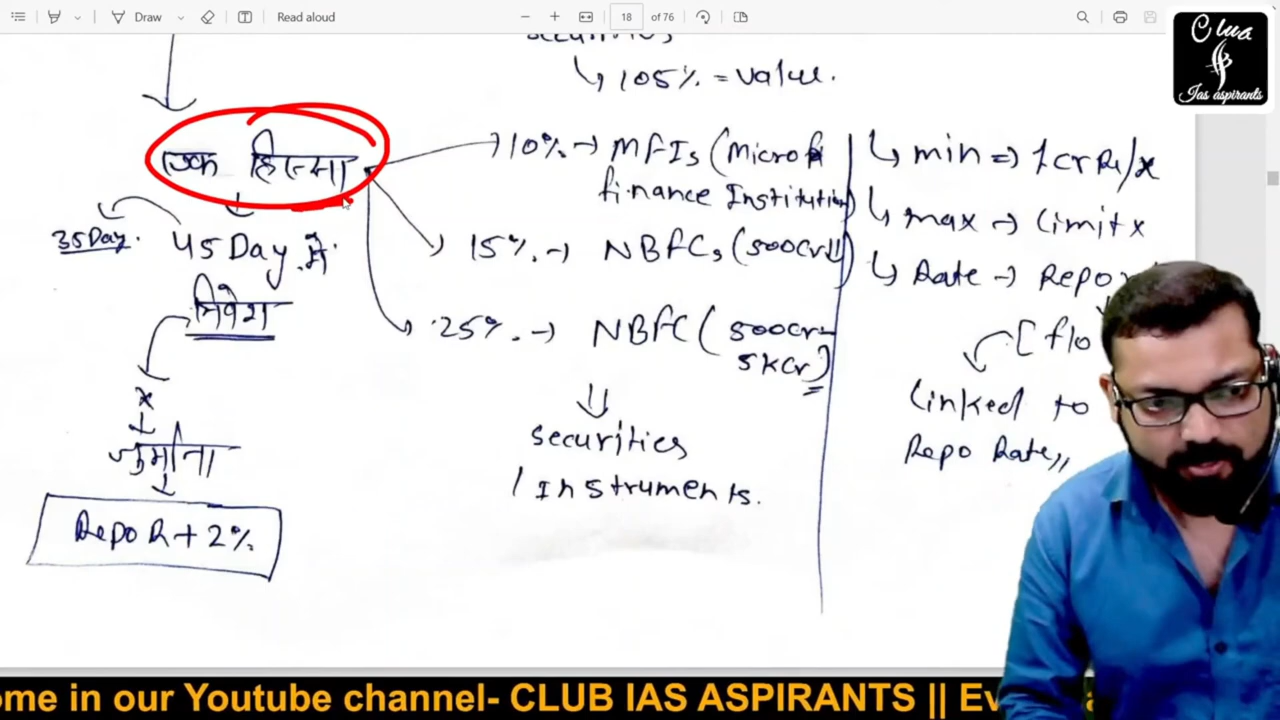 Draw
Read aloud
18
of 76
Club
Ias aspirants
↳ 105% = value.
एक हिस्सा
→ 10% → MFIs (Micro
finance Institution)
↳ min ⇒ 1cr Rs/x
35 Day. 45 Day में.
→ 15% → NBFCs (500cr↓)
↳ max → limit x
↳ Rate → Repo
निवेश
→ 25% → NBFC (500cr-
5KCr)
[flo
x
↓
जुर्माना
↓
Repo R + 2%
⇓
securities
/ Instruments.
Linked to
Repo Rate,,
ome in our Youtube channel- CLUB IAS ASPIRANTS || Ev